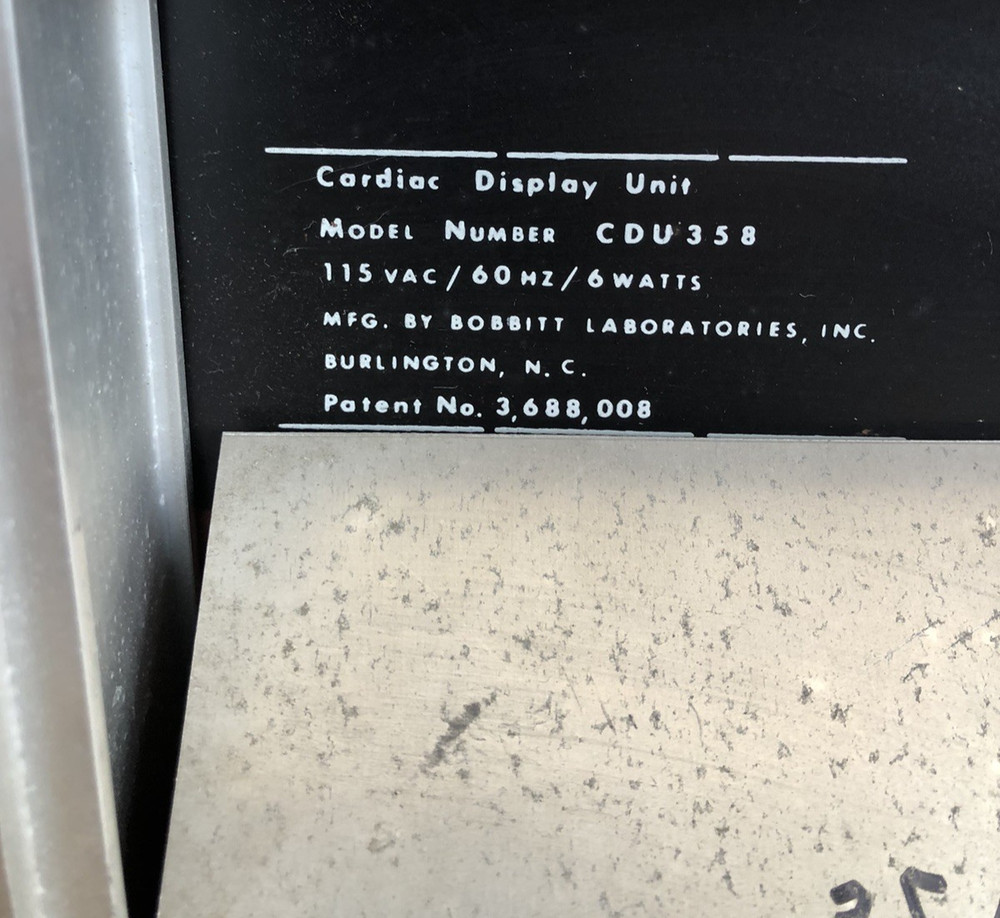 Cardiac Display Unit
MODEL NUMBER CDU358
115 VAC/60 HZ/6 WATTS
MFG. BY BOBBITT LABORATORIES, INC.
BURLINGTON, N.C.
Patent No. 3,688,008